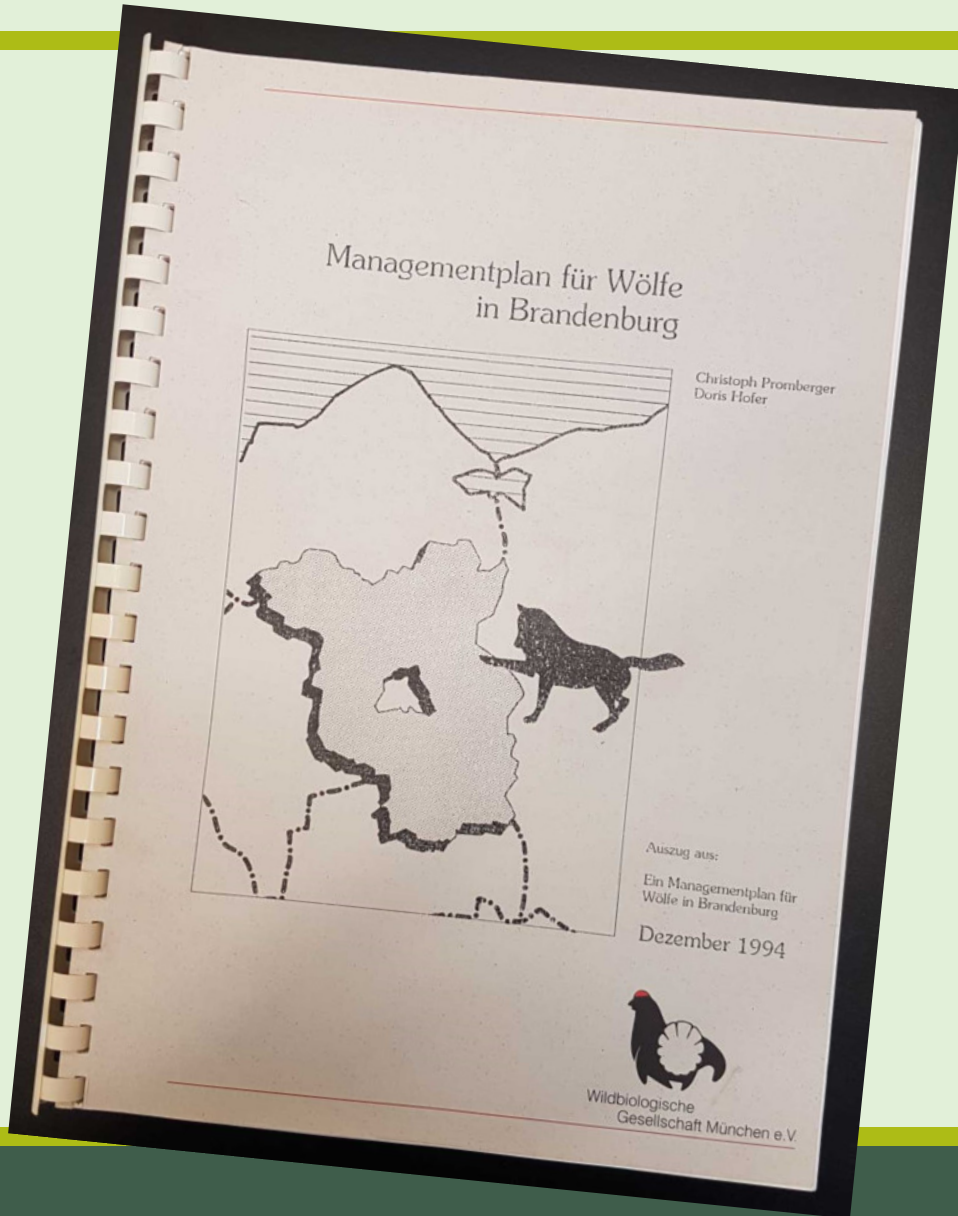 Managementplan für Wölfe
in Brandenburg
Christoph Promberger
Doris Hofer
Auszug aus:
Ein Managementplan für
Wölfe in Brandenburg
Dezember 1994
Wildbiologische
Gesellschaft München e.V.